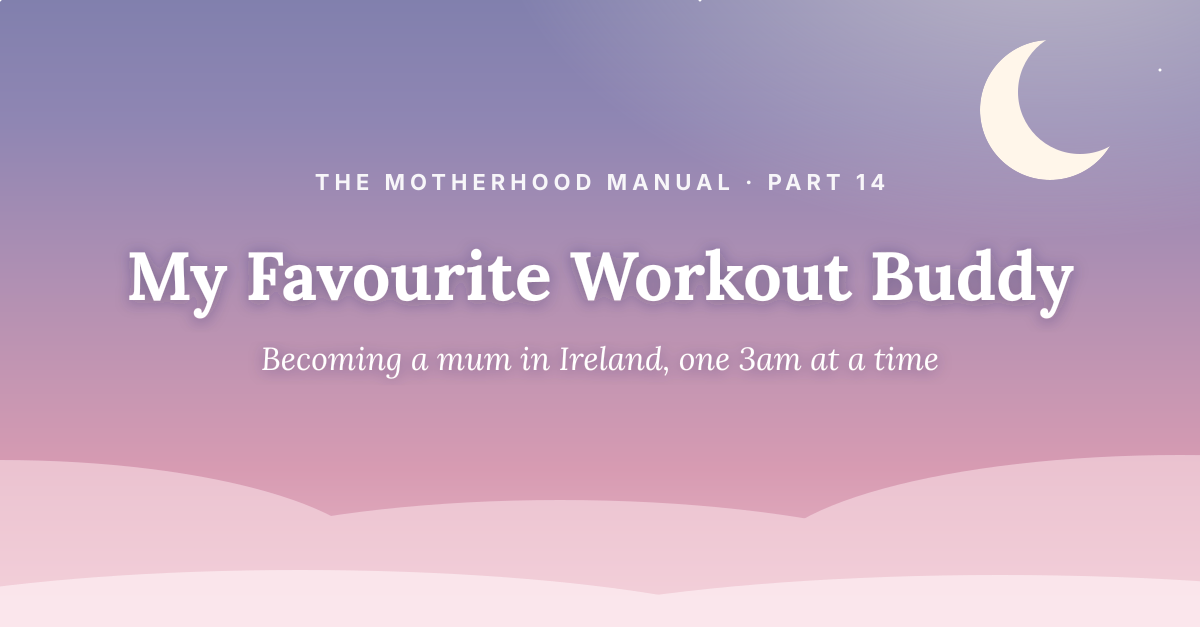 THE MOTHERHOOD MANUAL · PART 14
My Favourite Workout Buddy
Becoming a mum in Ireland, one 3am at a time